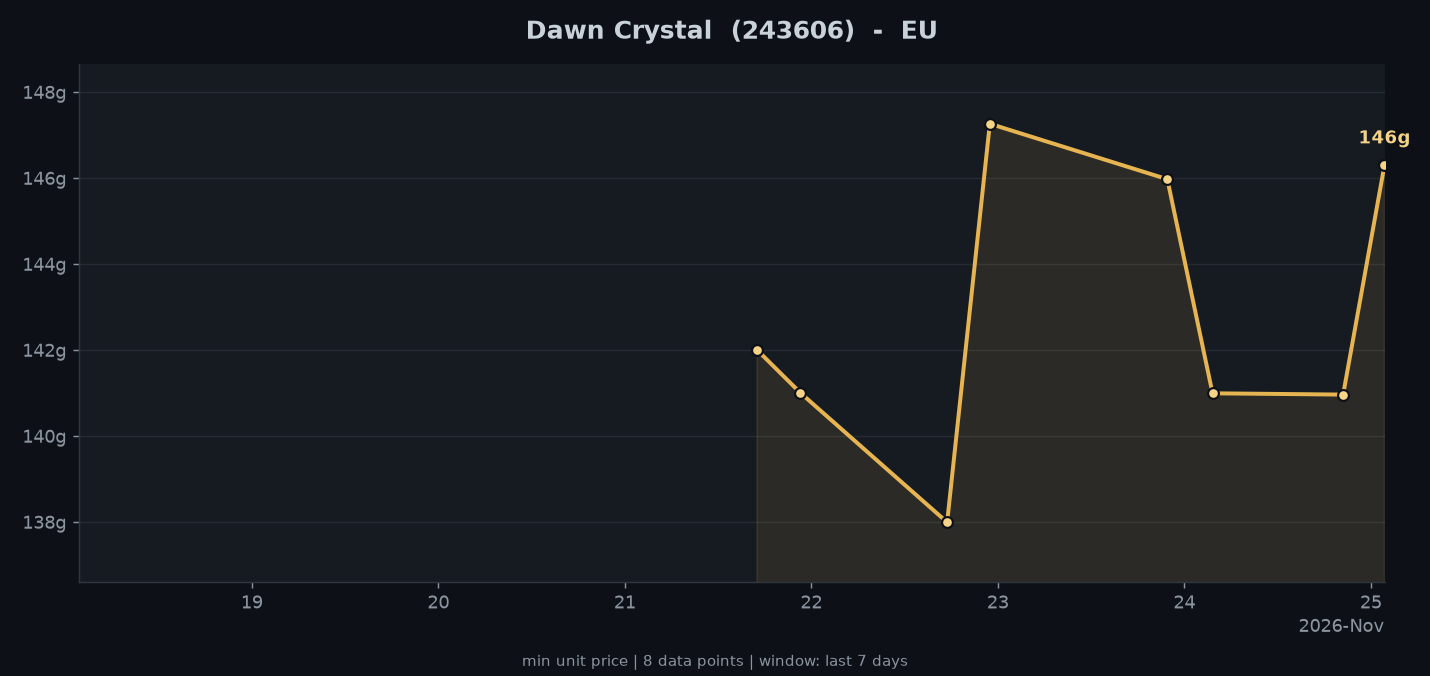 Dawn Crystal (243606) - EU
148g
146g
146g
144g
142g
140g
138g
19 20 21 22 23 24 25
2026-Nov
min unit price | 8 data points | window: last 7 days